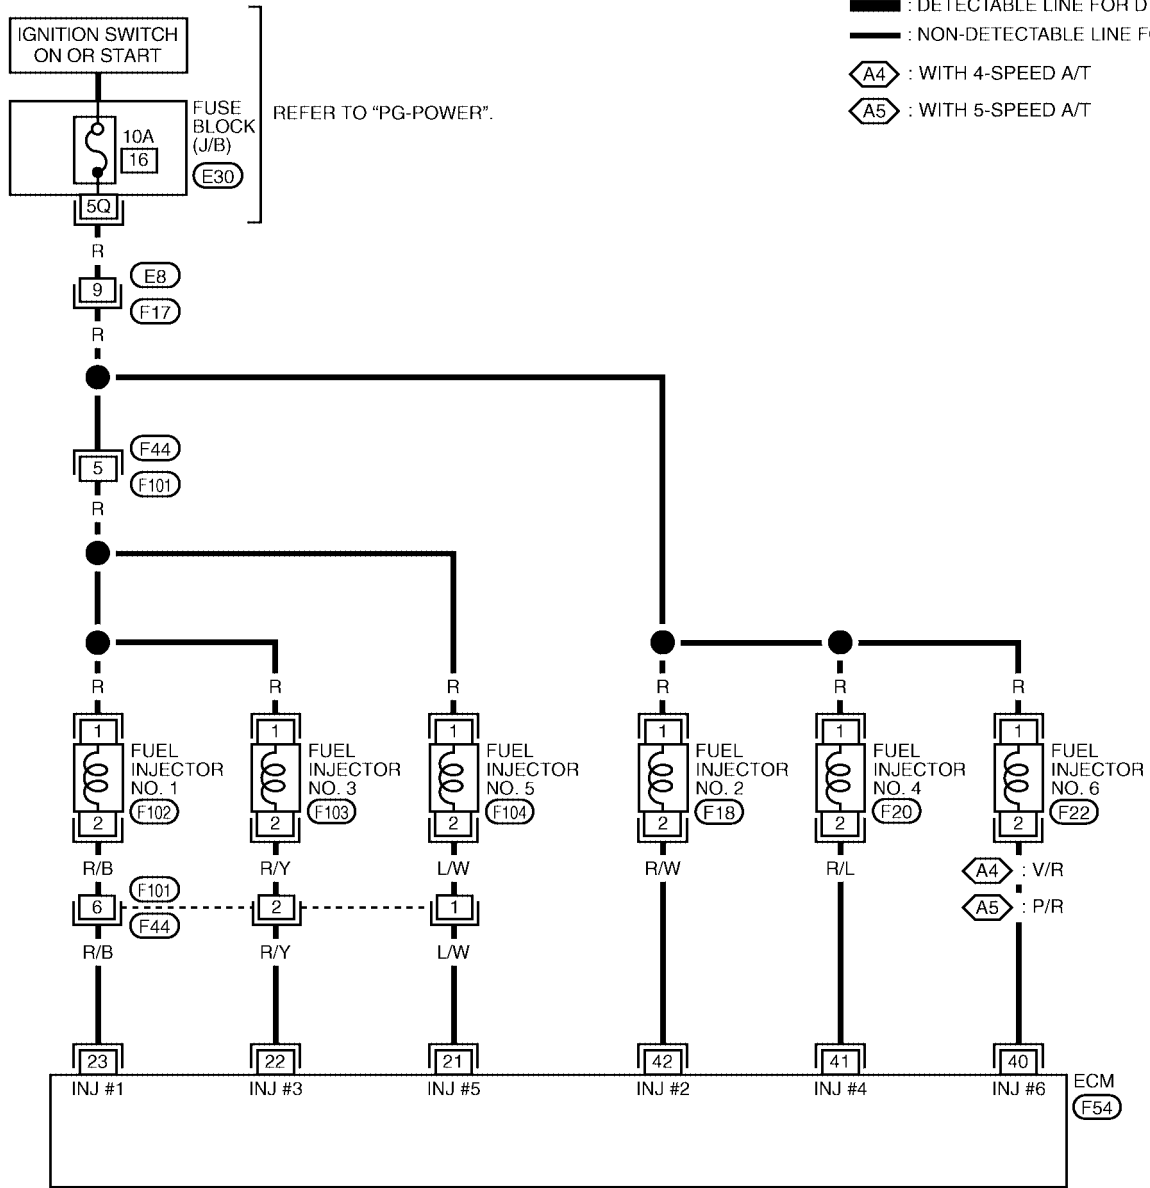 : DETECTABLE LINE FOR D
: NON-DETECTABLE LINE
A4 : WITH 4-SPEED A/T
A5 : WITH 5-SPEED A/T
IGNITION SWITCH
ON OR START
FUSE
BLOCK
(J/B)
E30
10A
16
REFER TO “PG-POWER”.
5Q
R
9
E8
F17
R
5
F44
F101
R
R R R R R R
1 1 1 1 1 1
FUEL
INJECTOR
NO. 1
F102
FUEL
INJECTOR
NO. 3
F103
FUEL
INJECTOR
NO. 5
F104
FUEL
INJECTOR
NO. 2
F18
FUEL
INJECTOR
NO. 4
F20
FUEL
INJECTOR
NO. 6
F22
2 2 2 2 2 2
R/B R/Y L/W R/W R/L
A4 : V/R
A5 : P/R
6 F101 2 1
F44
R/B R/Y L/W
23 22 21 42 41 40
INJ #1 INJ #3 INJ #5 INJ #2 INJ #4 INJ #6
ECM
F54